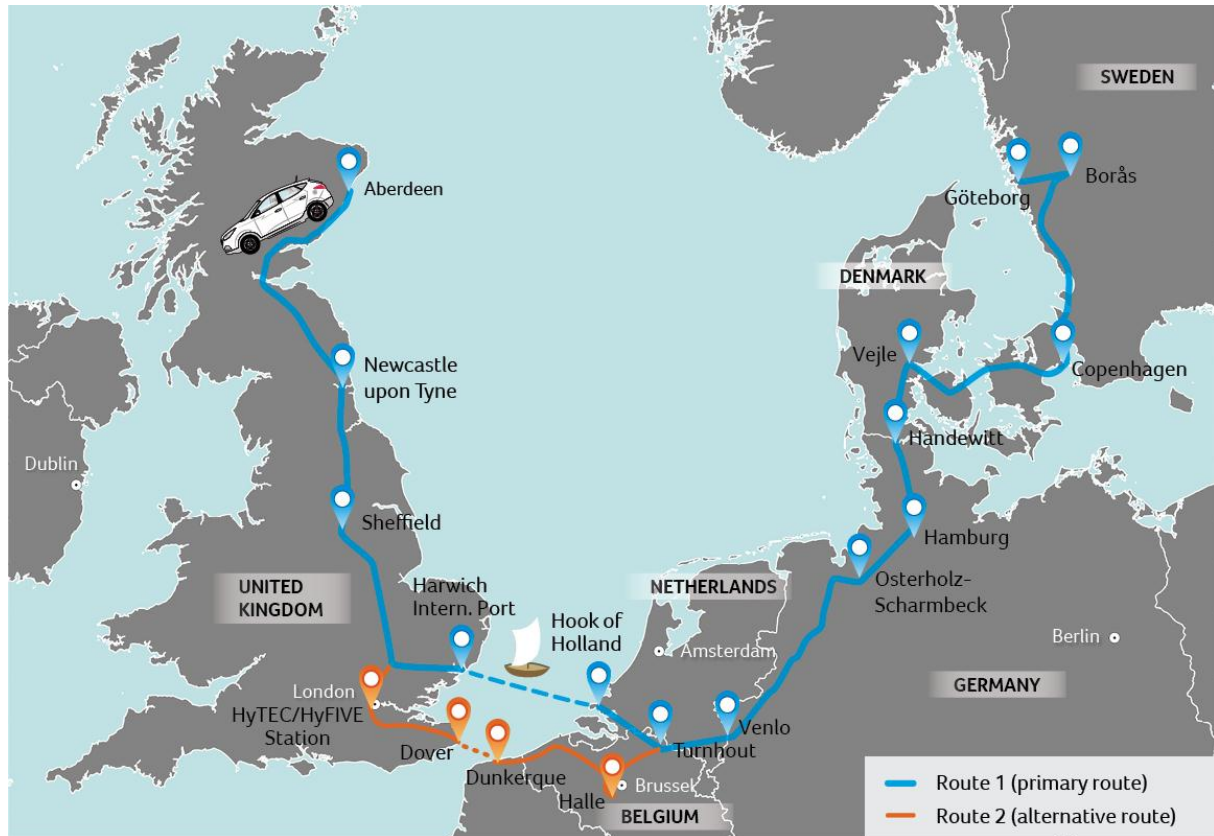 SWEDEN
Borås
Göteborg
Aberdeen
DENMARK
Vejle
Copenhagen
Newcastle
upon Tyne
Handewitt
Dublin
Sheffield
Hamburg
UNITED
KINGDOM
Harwich
Intern. Port
Hook of
Holland
NETHERLANDS
Osterholz-
Scharmbeck
Amsterdam
Berlin
GERMANY
London
HyTEC/HyFIVE
Station
Dover
Dunkerque
Venlo
Turnhout
Halle
Brussel
BELGIUM
Route 1 (primary route)
Route 2 (alternative route)